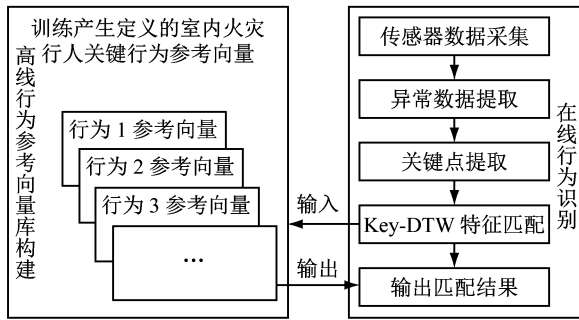 训练产生定义的室内火灾
行人关键行为参考向量
高线行为参考向量库构建
行为 1 参考向量
行为 2 参考向量
行为 3 参考向量
...
输入
输出
传感器数据采集
异常数据提取
关键点提取
Key-DTW 特征匹配
输出匹配结果
在线行为识别